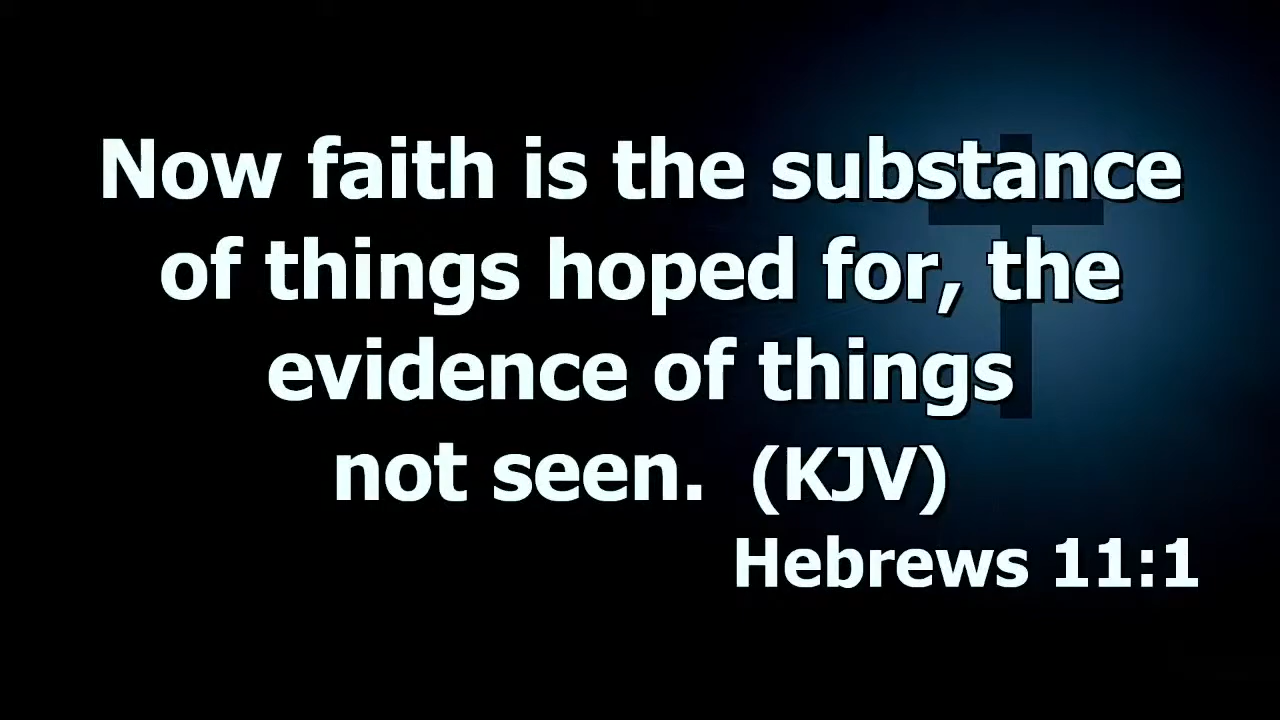 Now faith is the substance
of things hoped for, the
evidence of things
not seen. (KJV)
Hebrews 11:1